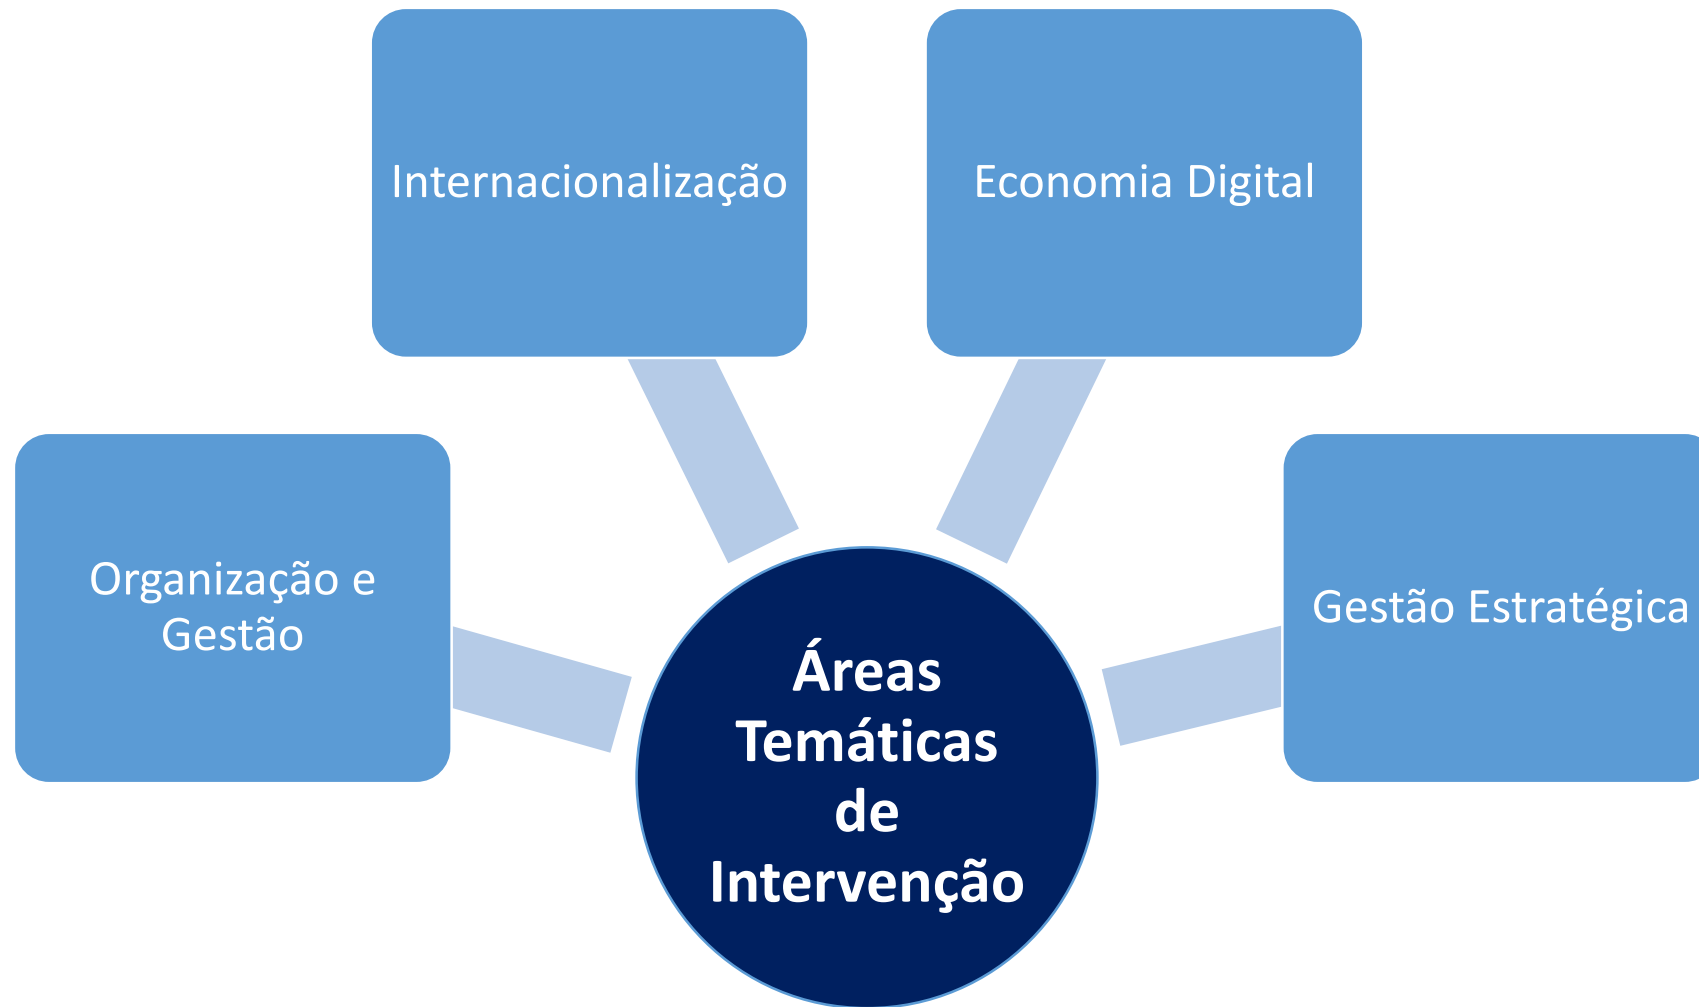 Internacionalização
Economia Digital
Organização e
Gestão
Gestão Estratégica
Áreas
Temáticas
de
Intervenção